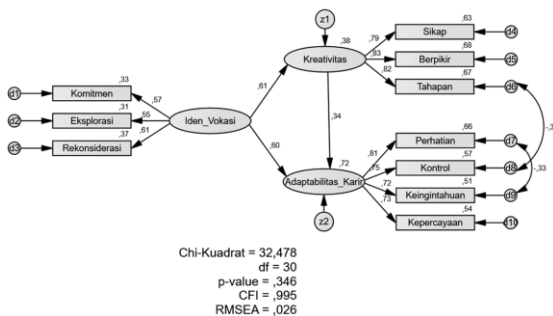 z1
,63
,38
,79
Sikap
d4
,68
Kreativitas
,83
Berpikir
d5
,33
,82
,67
d1
Komitmen
,57
,61
Tahapan
d6
,31
d2
Eksplorasi
,55
Iden_Vokasi
,34
,37
,61
,66
d3
Rekonsiderasi
,60
Perhatian
d7
,81
,57
,72
,75
Kontrol
d8
-,33
Adaptabilitas_Karir
,72
,51
,73
Keingintahuan
d9
,54
z2
Kepercayaan
d10
Chi-Kuadrat = 32,478
df = 30
p-value = ,346
CFI = ,995
RMSEA = ,026